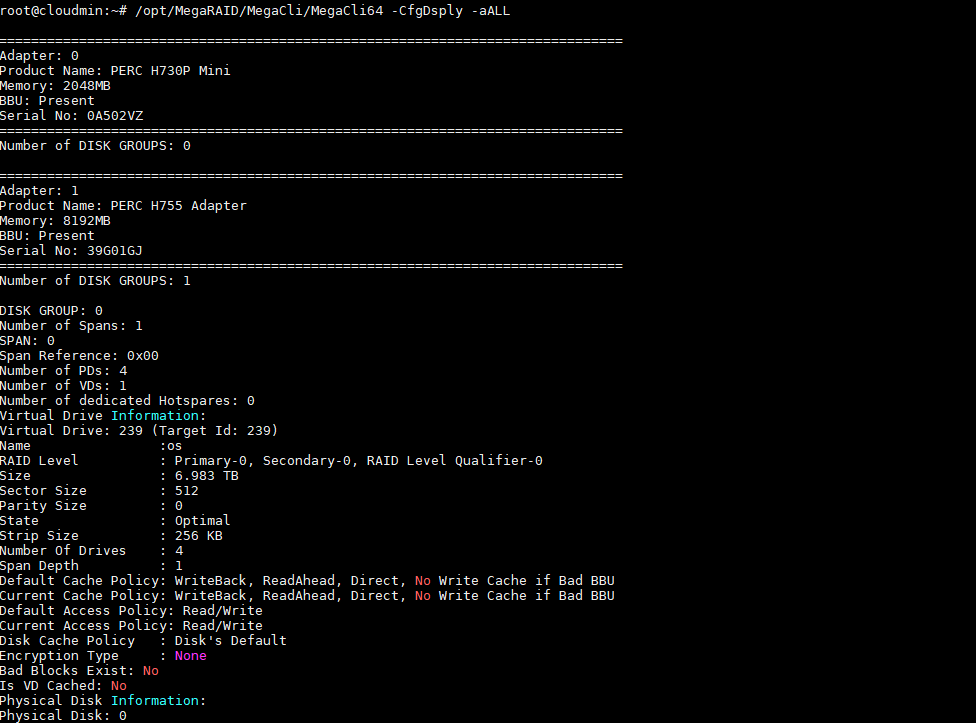 root@cloudmin:~# /opt/MegaRAID/MegaCli/MegaCli64 -CfgDsply -aALL
==============================================================================
Adapter: 0
Product Name: PERC H730P Mini
Memory: 2048MB
BBU: Present
Serial No: 0A502VZ
==============================================================================
Number of DISK GROUPS: 0
==============================================================================
Adapter: 1
Product Name: PERC H755 Adapter
Memory: 8192MB
BBU: Present
Serial No: 39G01GJ
==============================================================================
Number of DISK GROUPS: 1
DISK GROUP: 0
Number of Spans: 1
SPAN: 0
Span Reference: 0x00
Number of PDs: 4
Number of VDs: 1
Number of dedicated Hotspares: 0
Virtual Drive Information:
Virtual Drive: 239 (Target Id: 239)
Name                :os
RAID Level          : Primary-0, Secondary-0, RAID Level Qualifier-0
Size                : 6.983 TB
Sector Size         : 512
Parity Size         : 0
State               : Optimal
Strip Size          : 256 KB
Number Of Drives    : 4
Span Depth          : 1
Default Cache Policy: WriteBack, ReadAhead, Direct, No Write Cache if Bad BBU
Current Cache Policy: WriteBack, ReadAhead, Direct, No Write Cache if Bad BBU
Default Access Policy: Read/Write
Current Access Policy: Read/Write
Disk Cache Policy   : Disk's Default
Encryption Type     : None
Bad Blocks Exist: No
Is VD Cached: No
Physical Disk Information:
Physical Disk: 0